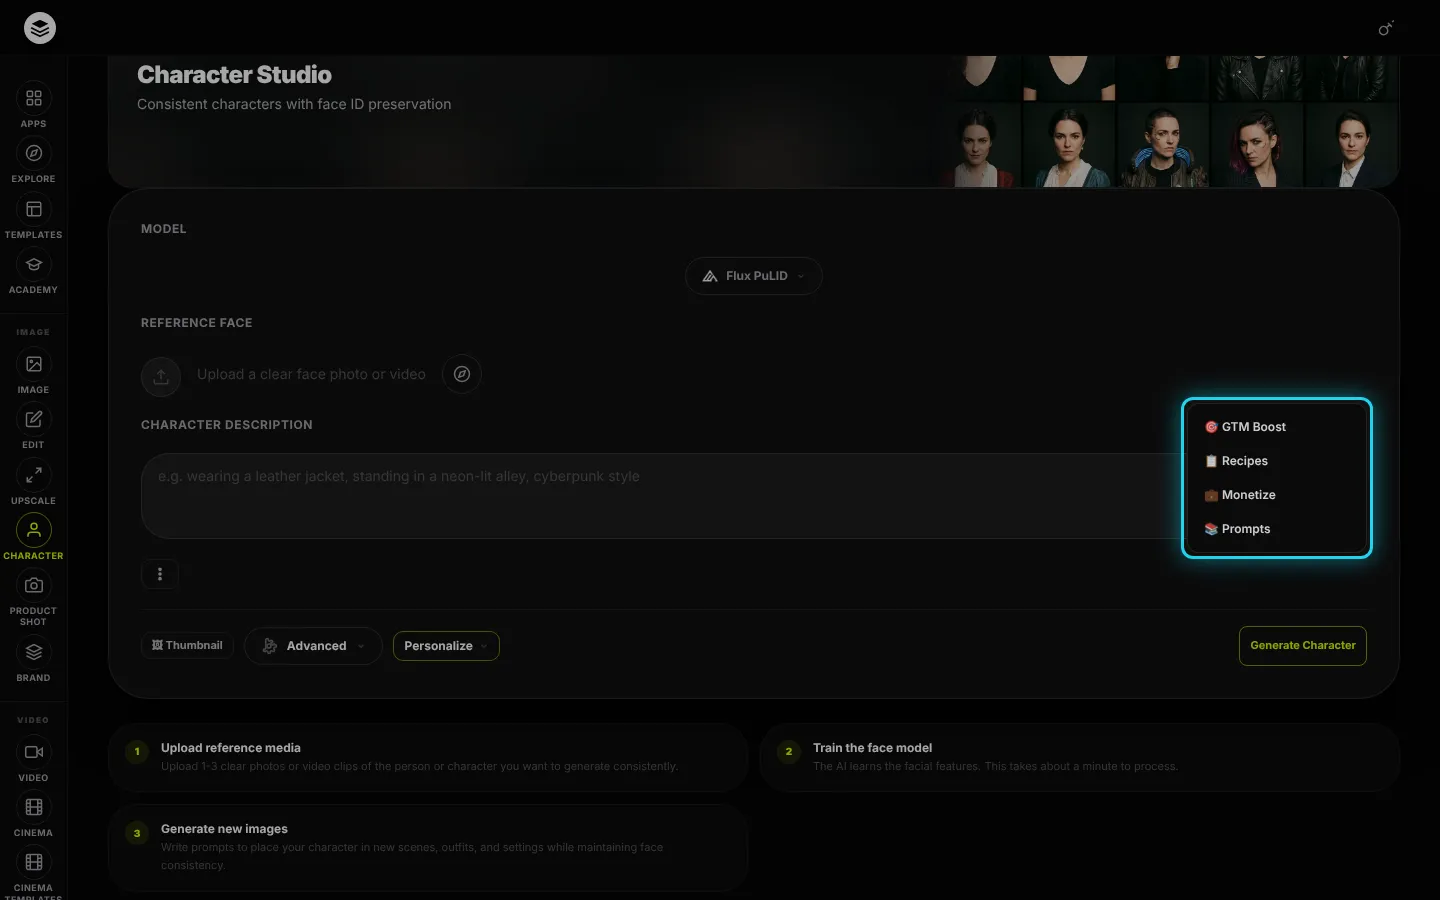 Character Studio
Consistent characters with face ID preservation
APPS
EXPLORE
TEMPLATES
ACADEMY
IMAGE
IMAGE
EDIT
UPSCALE
CHARACTER
PRODUCT
SHOT
BRAND
VIDEO
VIDEO
CINEMA
CINEMA
TEMPLATES
MODEL
Flux PuLID
REFERENCE FACE
Upload a clear face photo or video
CHARACTER DESCRIPTION
e.g. wearing a leather jacket, standing in a neon-lit alley, cyberpunk style
GTM Boost
Recipes
Monetize
Prompts
Thumbnail
Advanced
Personalize
Generate Character
1
Upload reference media
Upload 1-3 clear photos or video clips of the person or character you want to generate consistently.
2
Train the face model
The AI learns the facial features. This takes about a minute to process.
3
Generate new images
Write prompts to place your character in new scenes, outfits, and settings while maintaining face
consistency.